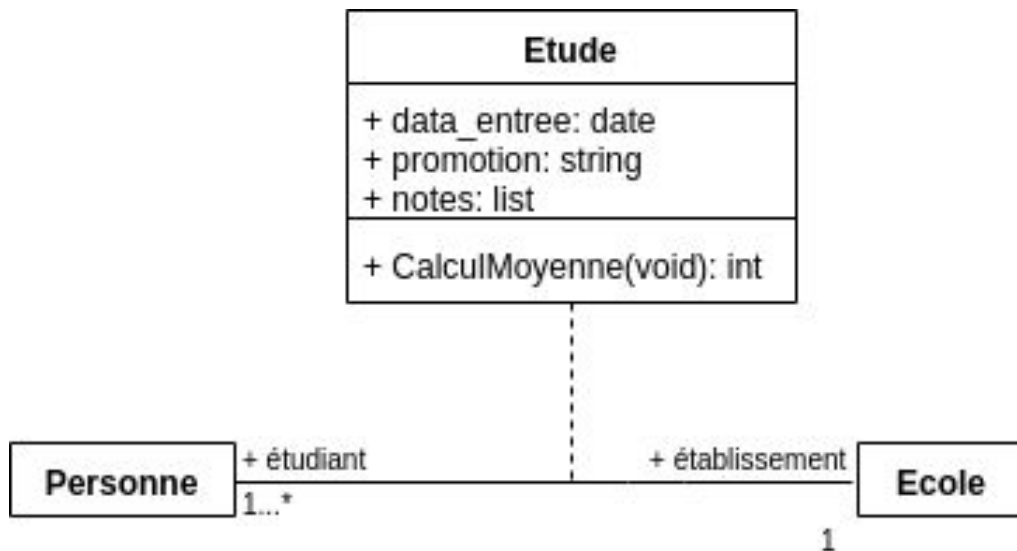 Etude
+ data_entree: date
+ promotion: string
+ notes: list
+ CalculMoyenne(void): int
Personne
+ étudiant
1...*
+ établissement
1
Ecole